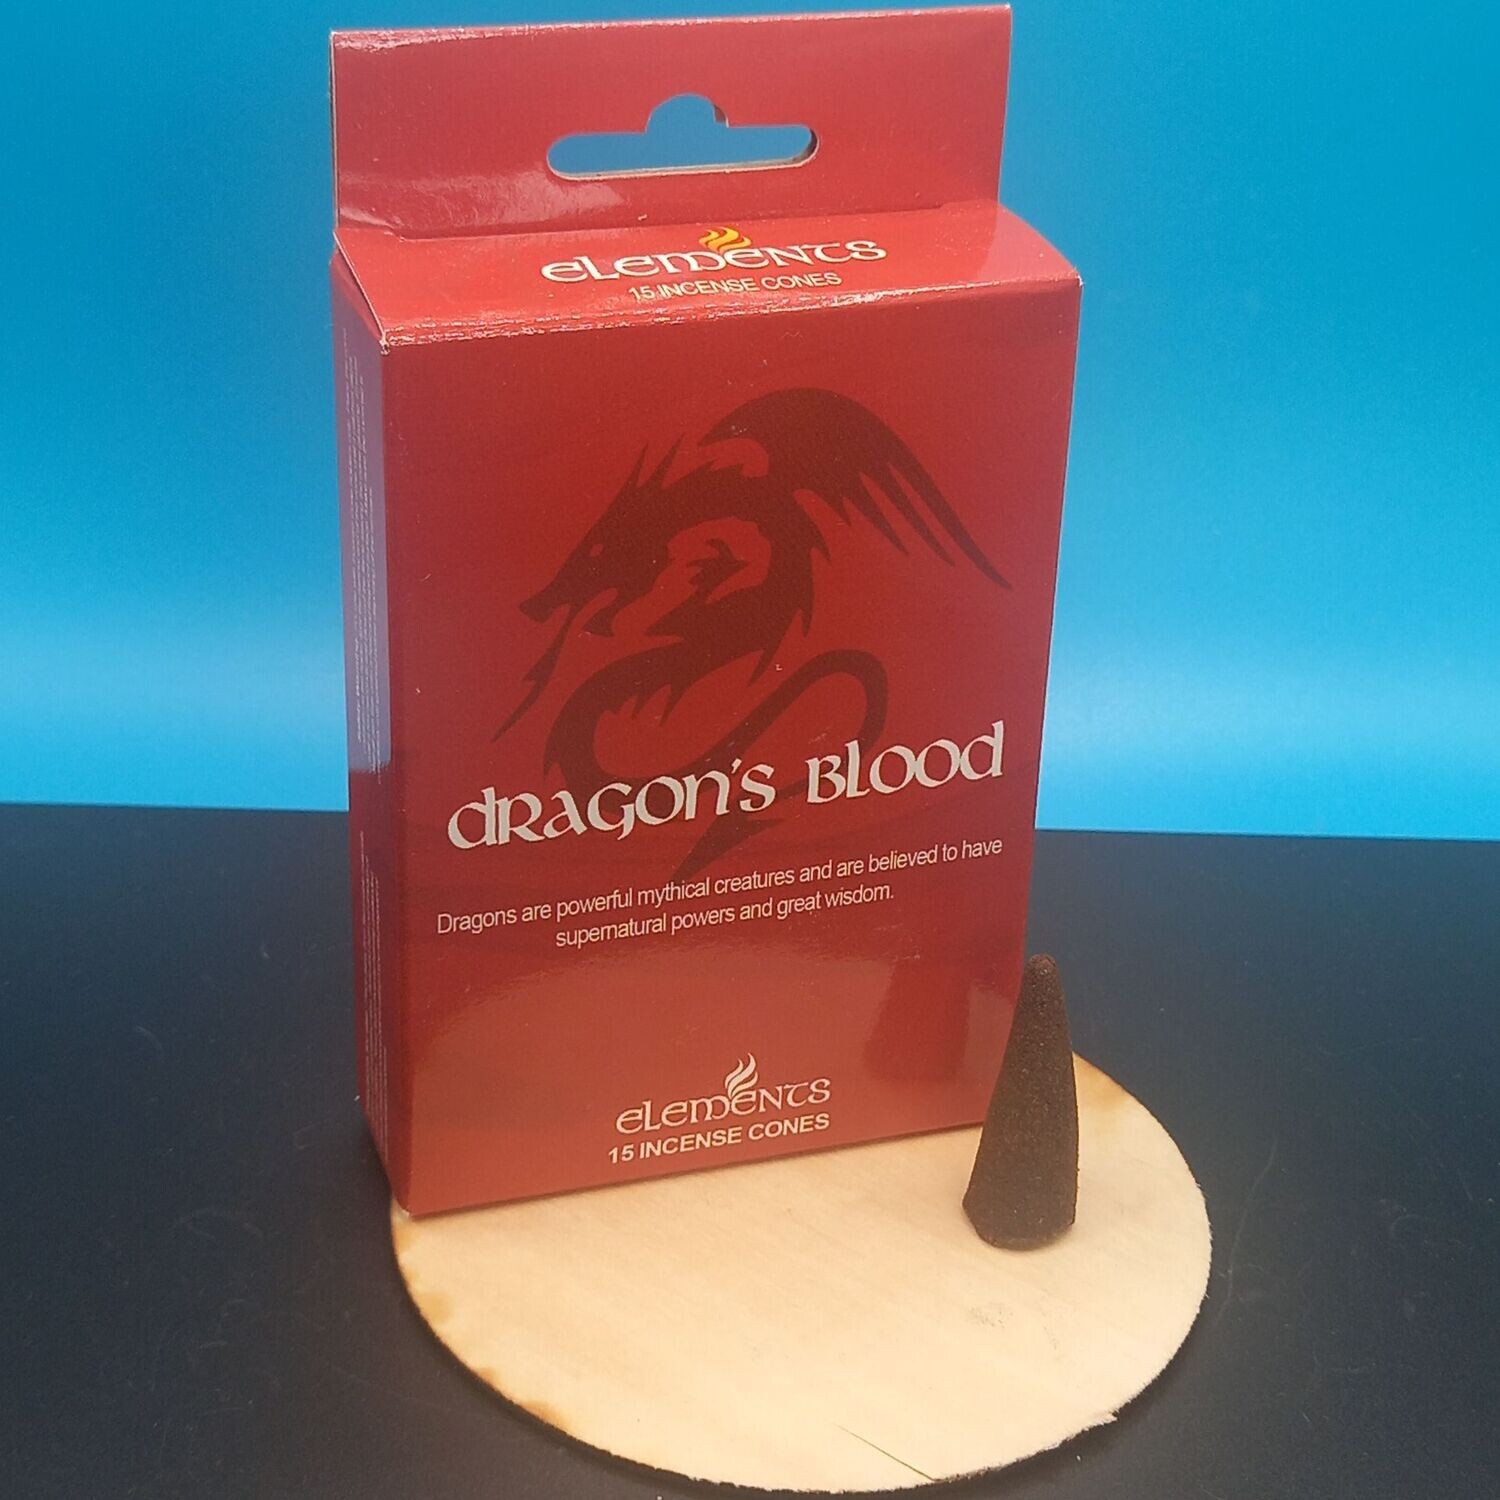 ELEMENTS
15 INCENSE CONES
DRAGON'S BLOOD
Dragons are powerful mythical creatures and are believed to have
supernatural powers and great wisdom.
ELEMENTS
15 INCENSE CONES